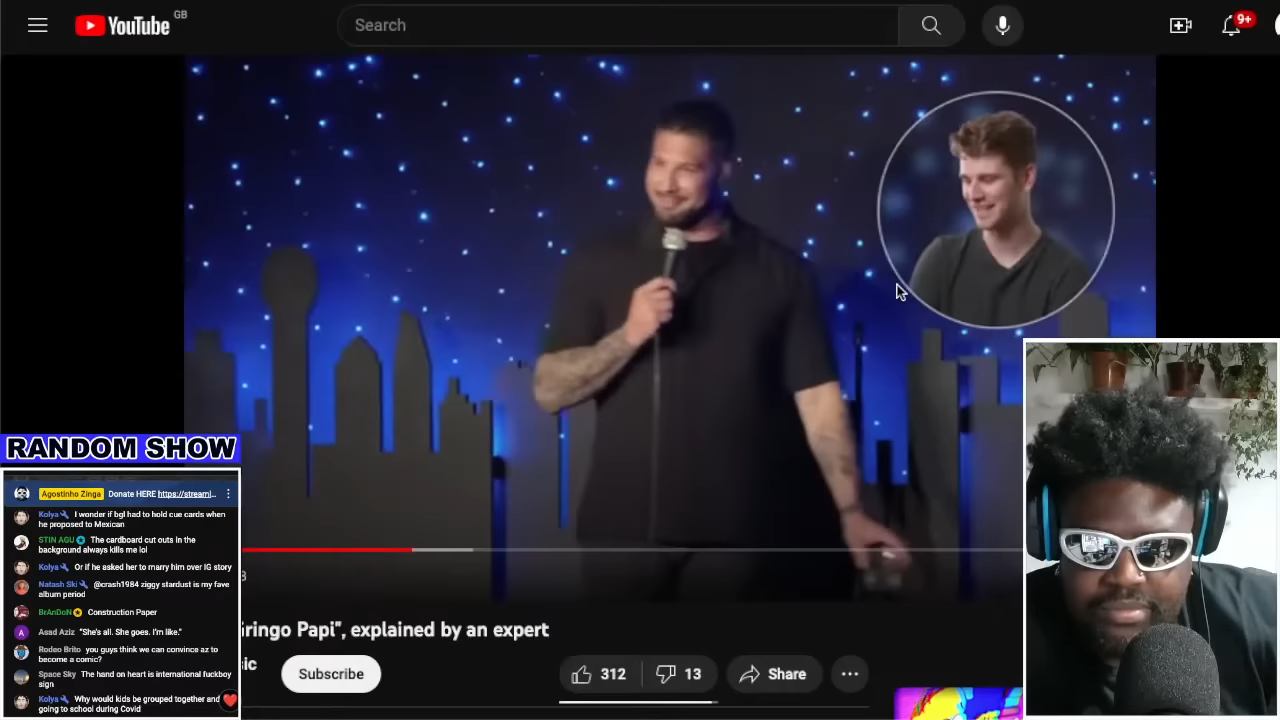 YouTube GB
Search
9+
RANDOM SHOW
Agostinho Zinga Donate HERE https://streaml...
Kolya I wonder if bgl had to hold cue cards when
he proposed to Mexican
STIN AGU The cardboard cut outs in the
background always kills me lol
Kolya Or if he asked her to marry him over IG story
Natash Ski @crash1984 ziggy stardust is my fave
album period
BrAnDoN Construction Paper
Asad Aziz "She's all. She goes. I'm like."
Rodeo Brito you guys think we can convince az to
become a comic?
Space Sky The hand on heart is international fuckboy
sign
Kolya Why would kids be grouped together and
going to school during Covid
A
3
Gringo Papi", explained by an expert
sic
Subscribe
312
13
Share